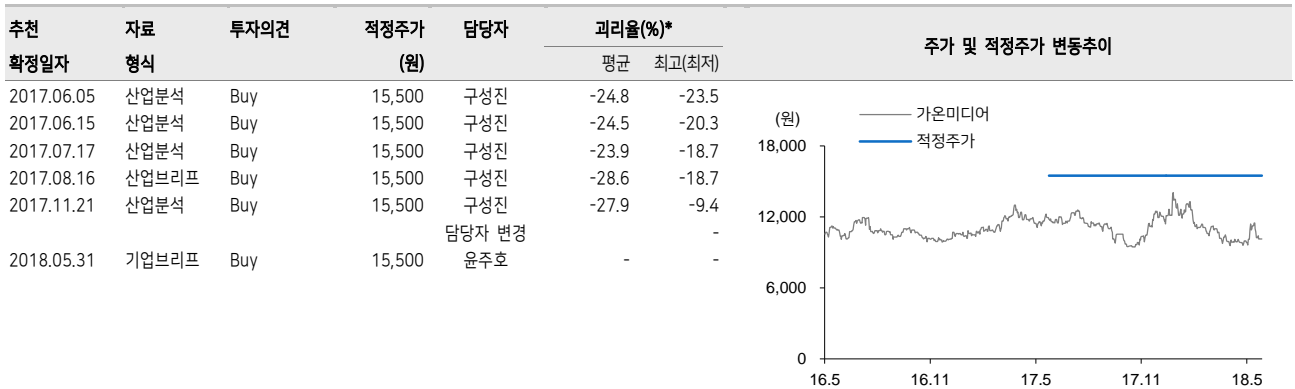 추천 자료 투자의견 적정주가 담당자 괴리율(%)*
확정일자 형식 (원) 평균 최고(최저)
2017.06.05 산업분석 Buy 15,500 구성진 -24.8 -23.5
2017.06.15 산업분석 Buy 15,500 구성진 -24.5 -20.3
2017.07.17 산업분석 Buy 15,500 구성진 -23.9 -18.7
2017.08.16 산업브리프 Buy 15,500 구성진 -28.6 -18.7
2017.11.21 산업분석 Buy 15,500 구성진 -27.9 -9.4
담당자 변경 -
2018.05.31 기업브리프 Buy 15,500 윤주호 - -
주가 및 적정주가 변동추이
(원)
가온미디어
적정주가
18,000
12,000
6,000
0
16.5 16.11 17.5 17.11 18.5